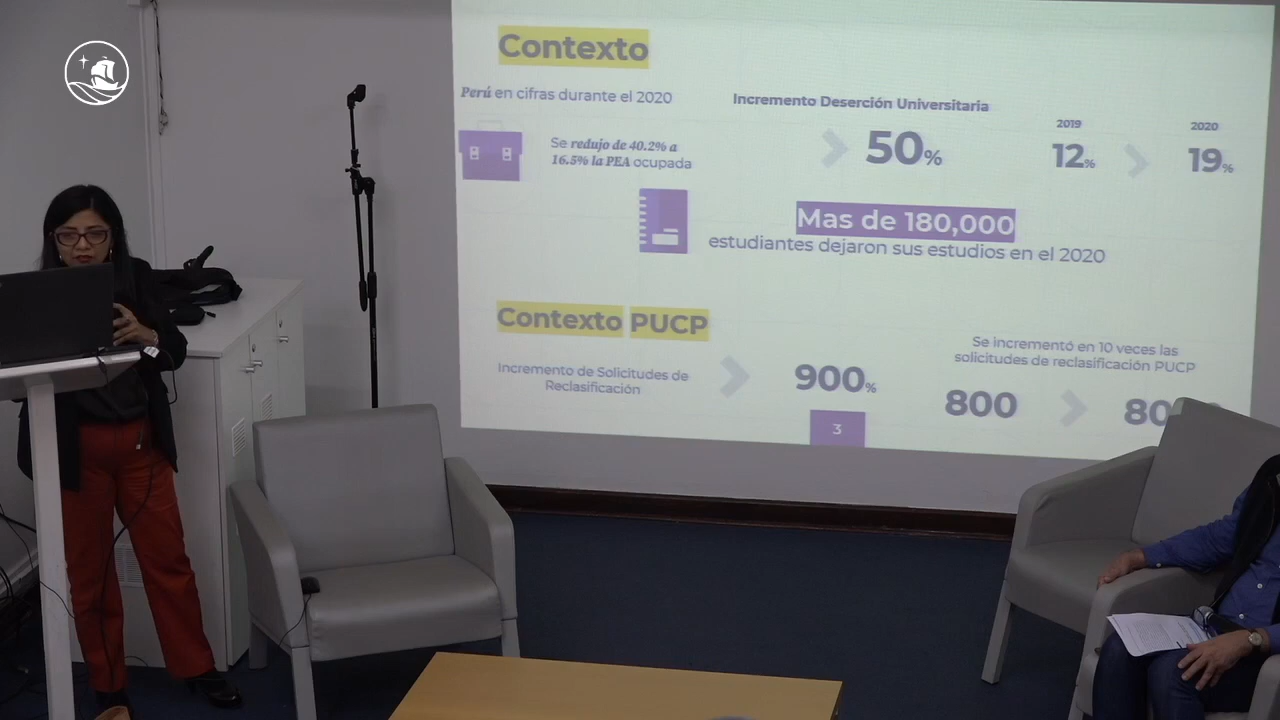 Contexto
Perú en cifras durante el 2020
Se redujo de 40.2% a
16.5% la PEA ocupada
Incremento Deserción Universitaria
50%
2019
12%
2020
19%
Mas de 180,000
estudiantes dejaron sus estudios en el 2020
Contexto PUCP
Incremento de Solicitudes de
Reclasificación
900%
Se incrementó en 10 veces las
solicitudes de reclasificación PUCP
800
3